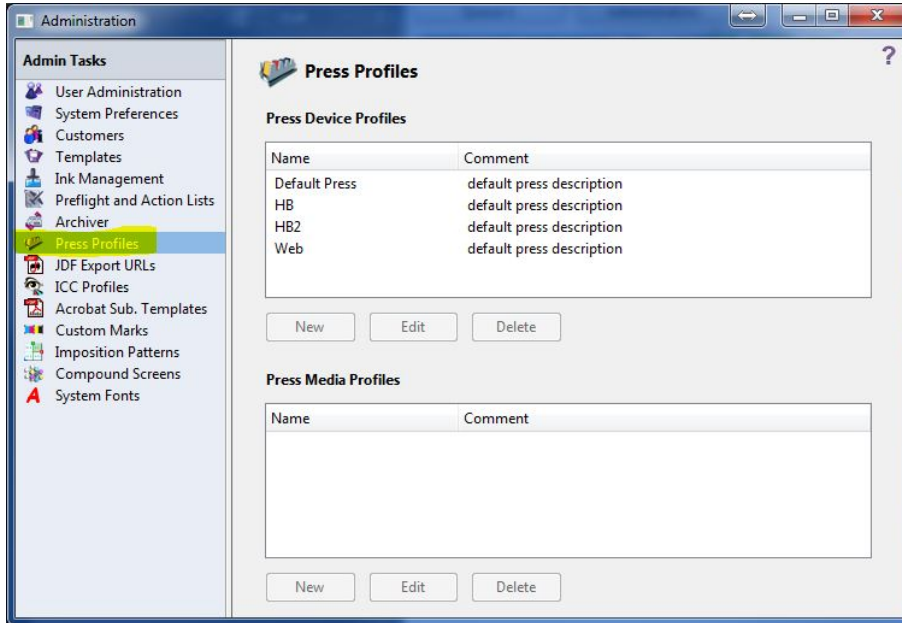 Administration
Admin Tasks
User Administration
System Preferences
Customers
Templates
Ink Management
Preflight and Action Lists
Archiver
Press Profiles
JDF Export URLs
ICC Profiles
Acrobat Sub. Templates
Custom Marks
Imposition Patterns
Compound Screens
System Fonts
?
Press Profiles
Press Device Profiles
Name Comment
Default Press default press description
HB default press description
HB2 default press description
Web default press description
New Edit Delete
Press Media Profiles
Name Comment
New Edit Delete